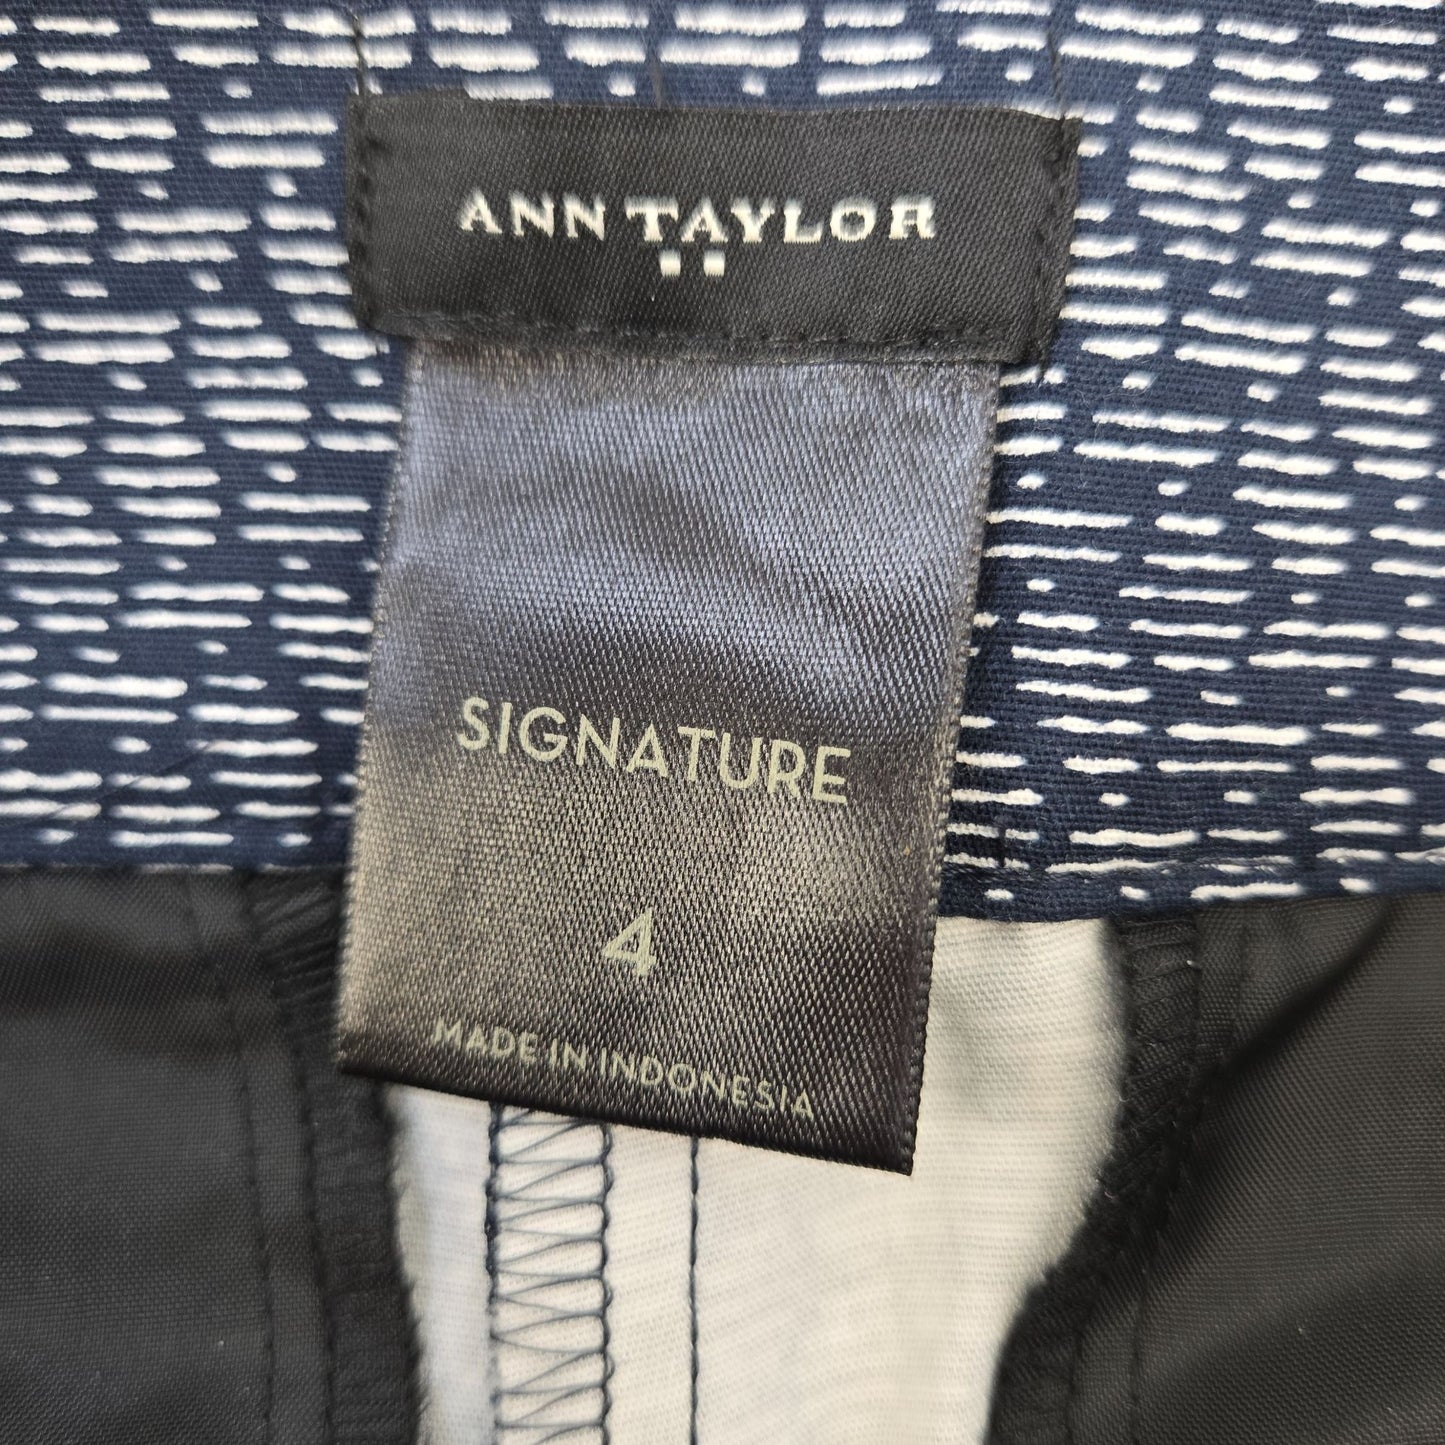 ANN TAYLOR
SIGNATURE
4
MADE IN INDONESIA